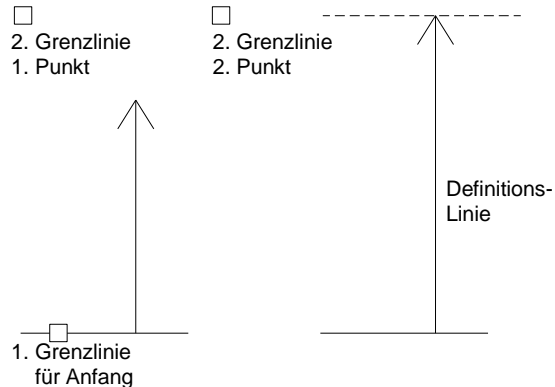 2. Grenzlinie
1. Punkt
2. Grenzlinie
2. Punkt
Definitions-
Linie
1. Grenzlinie
für Anfang